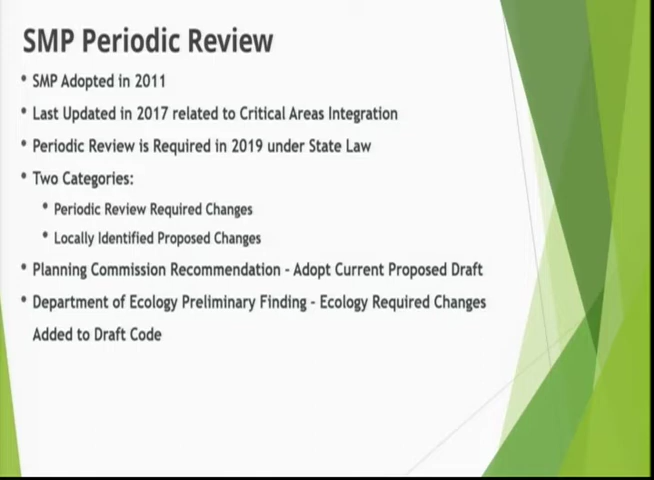 SMP Periodic Review
• SMP Adopted in 2011
• Last Updated in 2017 related to Critical Areas Integration
• Periodic Review is Required in 2019 under State Law
• Two Categories:
• Periodic Review Required Changes
• Locally Identified Proposed Changes
• Planning Commission Recommendation - Adopt Current Proposed Draft
• Department of Ecology Preliminary Finding - Ecology Required Changes
Added to Draft Code